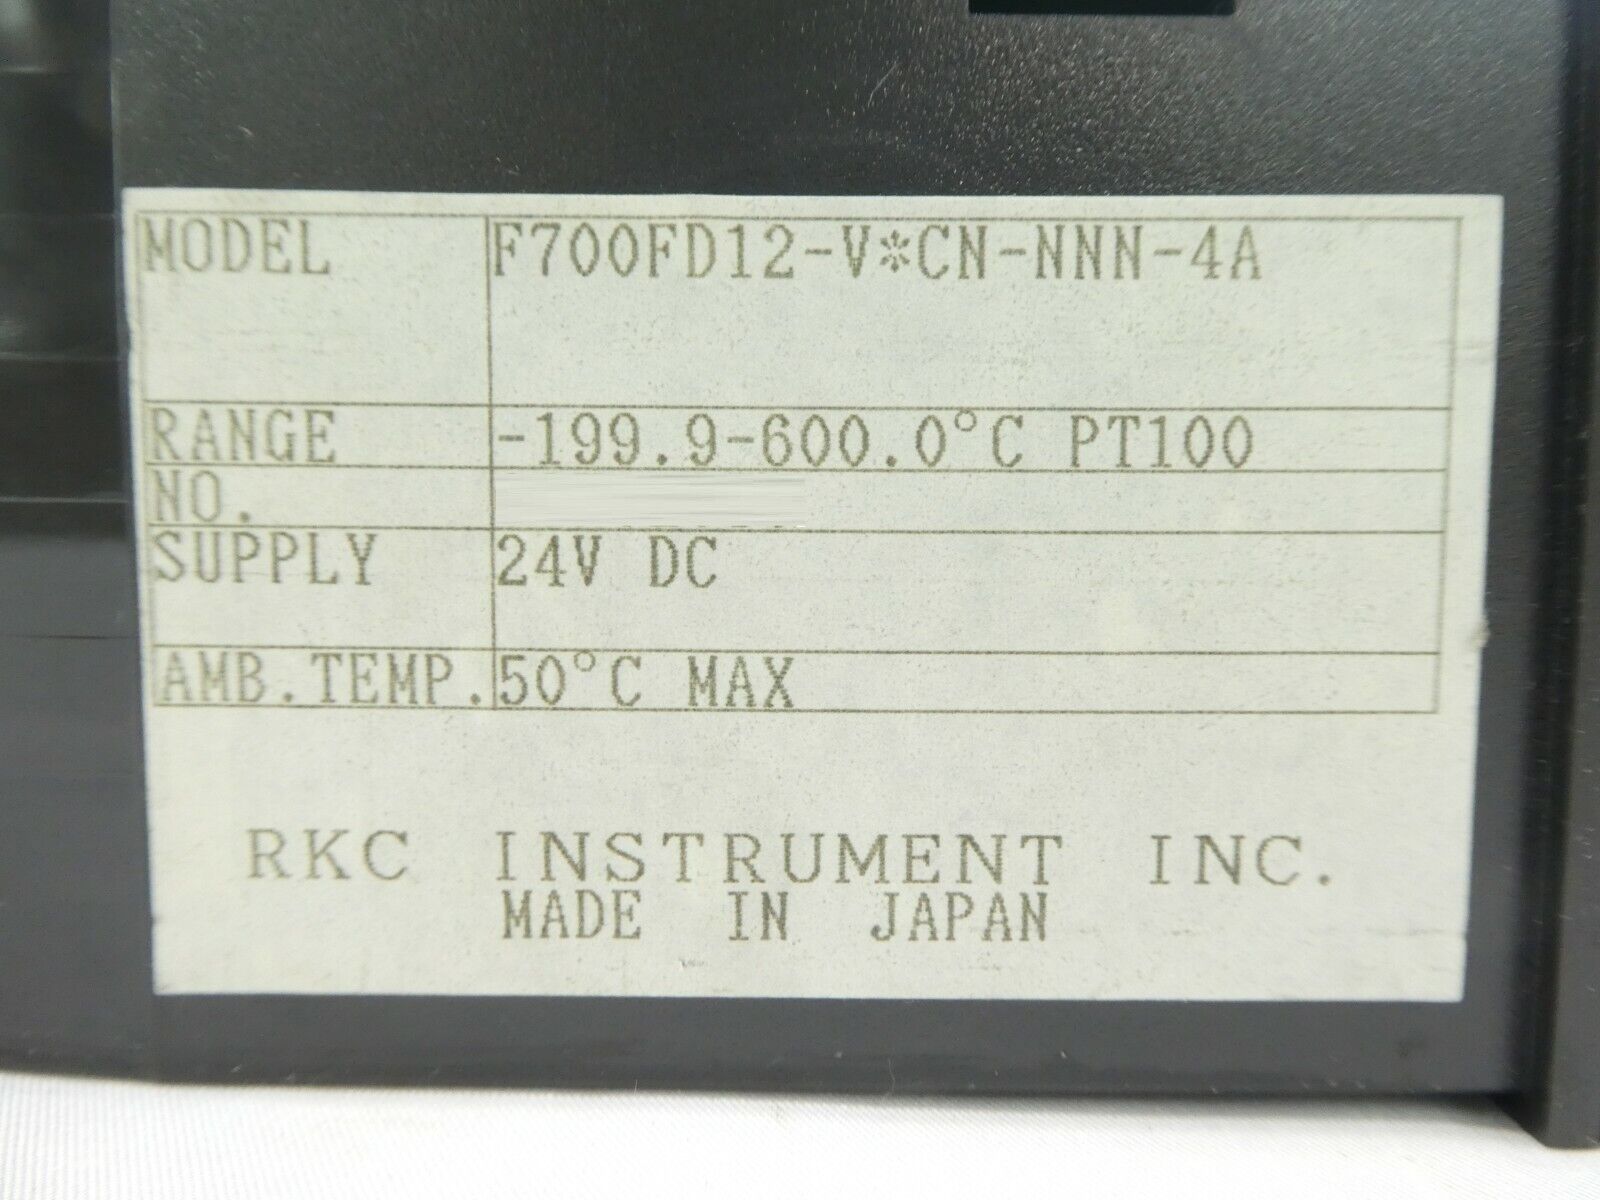 MODEL F700FD12-V*CN-NNN-4A
RANGE -199.9-600.0°C PT100
NO.
SUPPLY 24V DC
AMB.TEMP. 50°C MAX
RKC INSTRUMENT INC.
MADE IN JAPAN